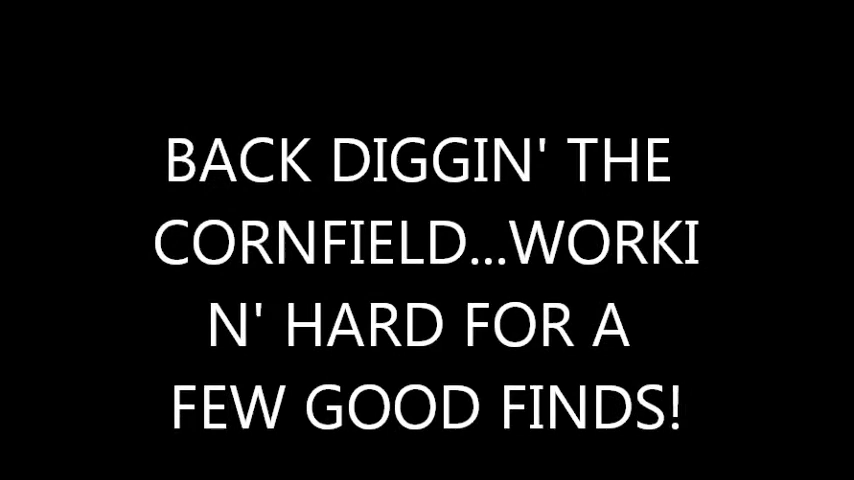 BACK DIGGIN' THE
CORNFIELD...WORKI
N' HARD FOR A
FEW GOOD FINDS!